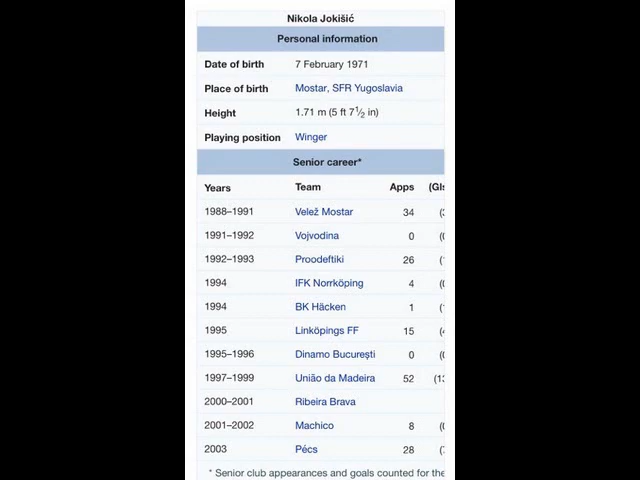 Nikola Jokišić
Personal information
Date of birth 7 February 1971
Place of birth Mostar, SFR Yugoslavia
Height 1.71 m (5 ft 7 1⁄2 in)
Playing position Winger
Senior career*
Years Team Apps (Gls
1988–1991 Velež Mostar 34
1991–1992 Vojvodina 0
1992–1993 Proodeftiki 26
1994 IFK Norrköping 4
1994 BK Häcken 1
1995 Linköpings FF 15
1995–1996 Dinamo București 0
1997–1999 União da Madeira 52
2000–2001 Ribeira Brava
2001–2002 Machico 8
2003 Pécs 28
* Senior club appearances and goals counted for the